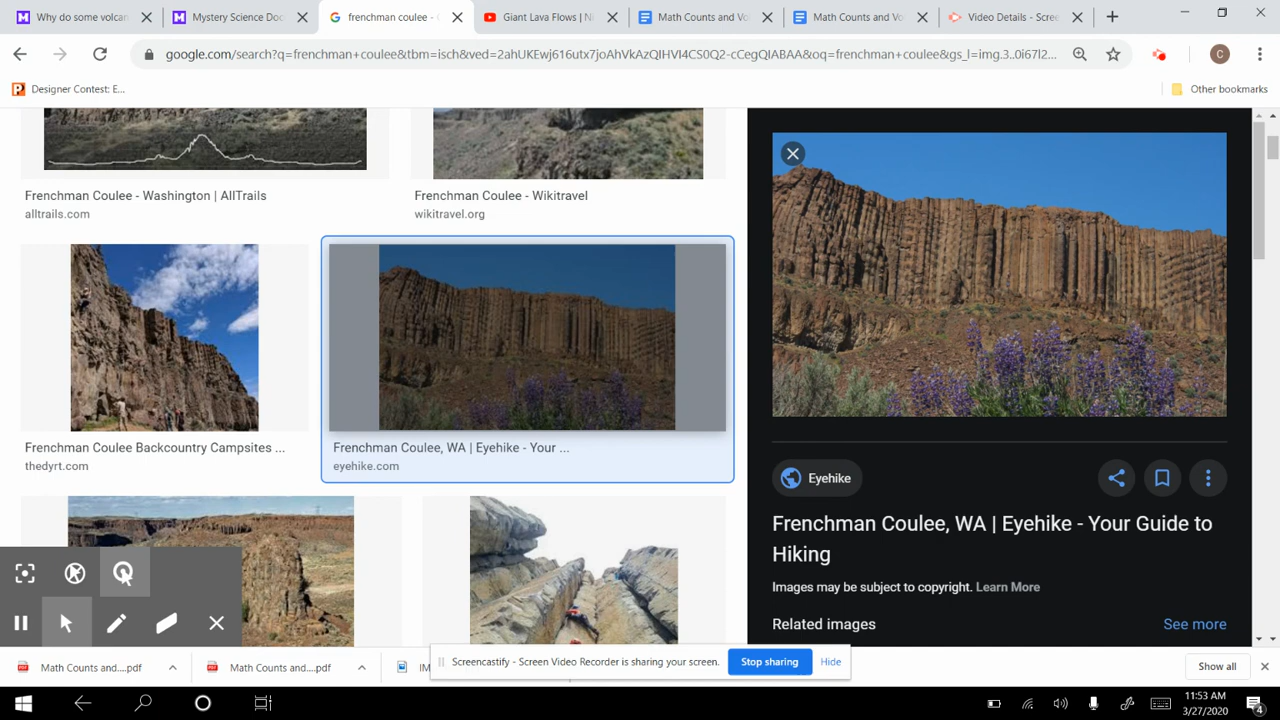 Why do some volcan
Mystery Science Doc
frenchman coulee - G
Giant Lava Flows | Ni
Math Counts and Vo
Math Counts and Vo
Video Details - Scree
google.com/search?q=frenchman+coulee&tbm=isch&ved=2ahUKEwj616utx7joAhVkAzQIHVI4CS0Q2-cCegQIABAA&oq=frenchman+coulee&gs_l=img.3..0i67l2...
C
Designer Contest: E...
Other bookmarks
Frenchman Coulee - Washington | AllTrails
alltrails.com
Frenchman Coulee - Wikitravel
wikitravel.org
Frenchman Coulee Backcountry Campsites ...
thedyrt.com
Frenchman Coulee, WA | Eyehike - Your ...
eyehike.com
Eyehike
Frenchman Coulee, WA | Eyehike - Your Guide to
Hiking
Images may be subject to copyright. Learn More
Related images
See more
Math Counts and....pdf
Math Counts and....pdf
IM
Screencastify - Screen Video Recorder is sharing your screen.
Stop sharing
Hide
Show all
11:53 AM
3/27/2020
4